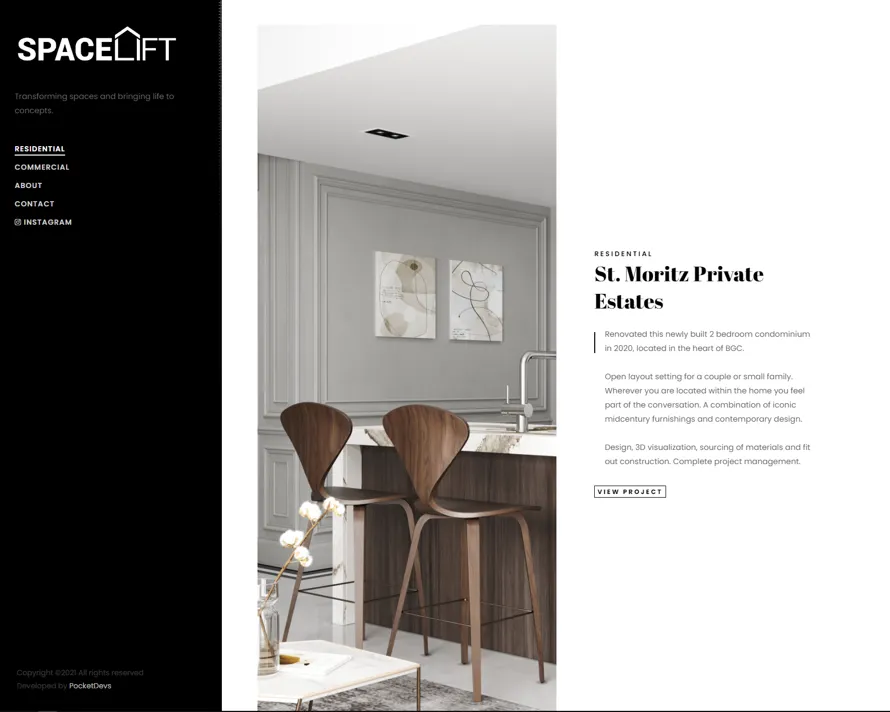 SPACELIFT
Transforming spaces and bringing life to
concepts.
RESIDENTIAL
COMMERCIAL
ABOUT
CONTACT
INSTAGRAM
Copyright ©2021 All rights reserved
Developed by PocketDevs
RESIDENTIAL
St. Moritz Private
Estates
Renovated this newly built 2 bedroom condominium
in 2020, located in the heart of BGC.
Open layout setting for a couple or small family.
Wherever you are located within the home you feel
part of the conversation. A combination of iconic
midcentury furnishings and contemporary design.
Design, 3D visualization, sourcing of materials and fit
out construction. Complete project management.
VIEW PROJECT